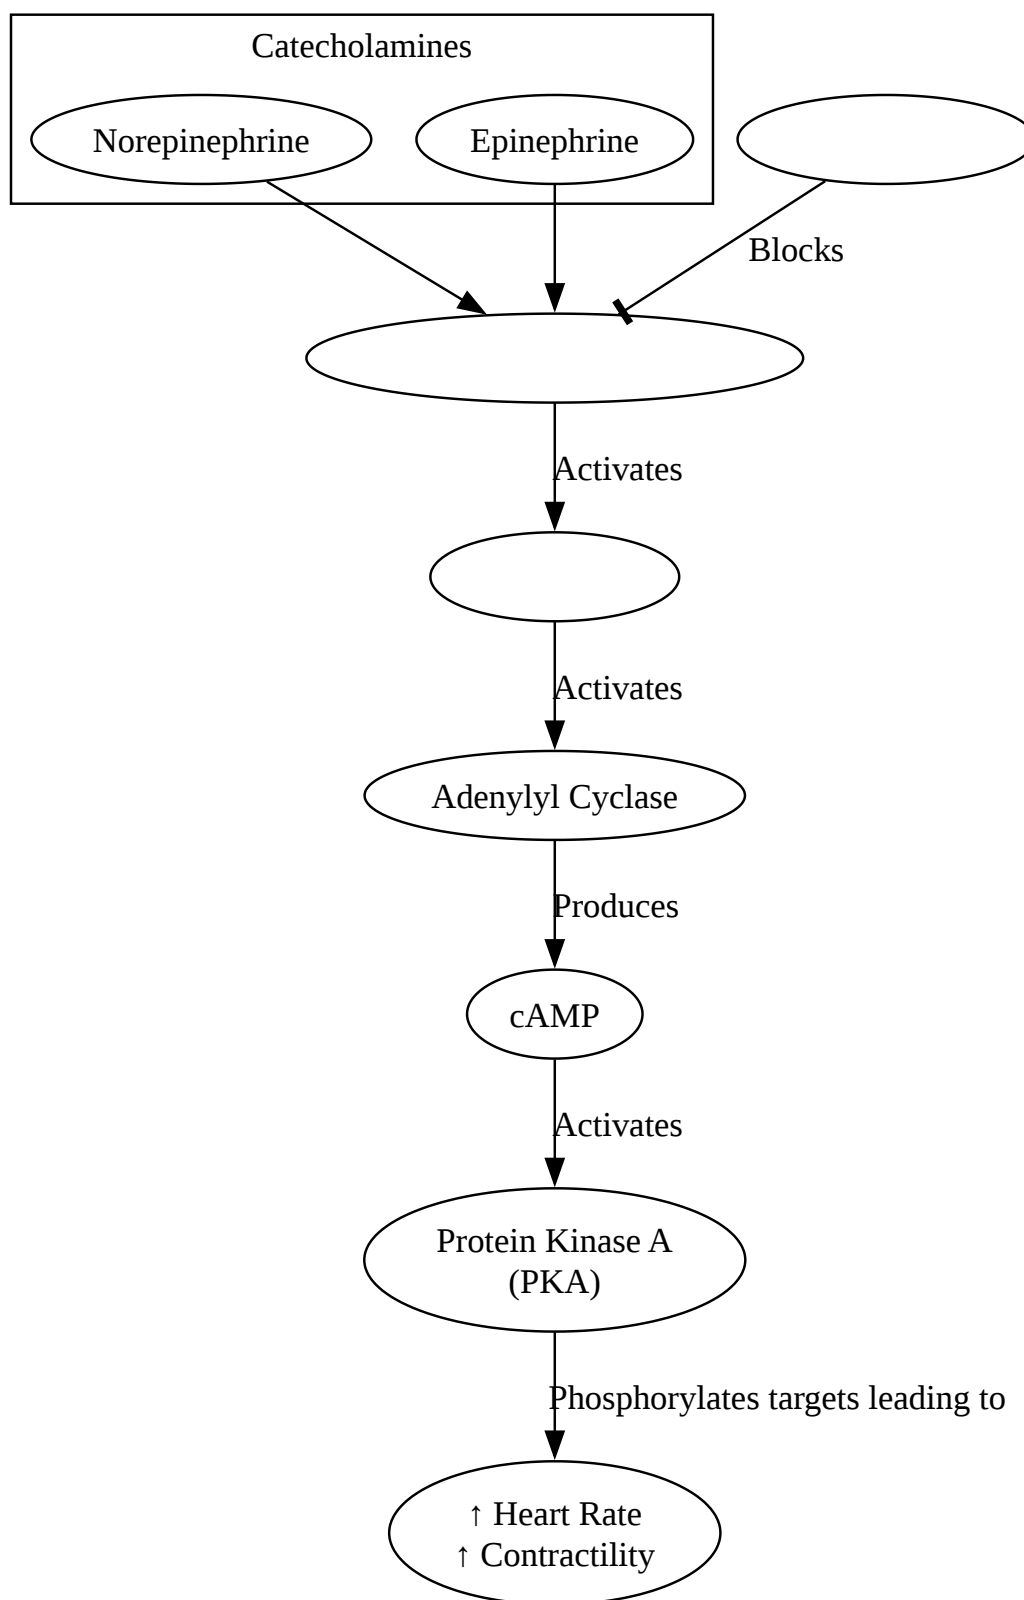 Catecholamines
Norepinephrine
Epinephrine
Blocks
Activates
Activates
Adenylyl Cyclase
Produces
cAMP
Activates
Protein Kinase A
(PKA)
Phosphorylates targets leading to
↑ Heart Rate
↑ Contractility